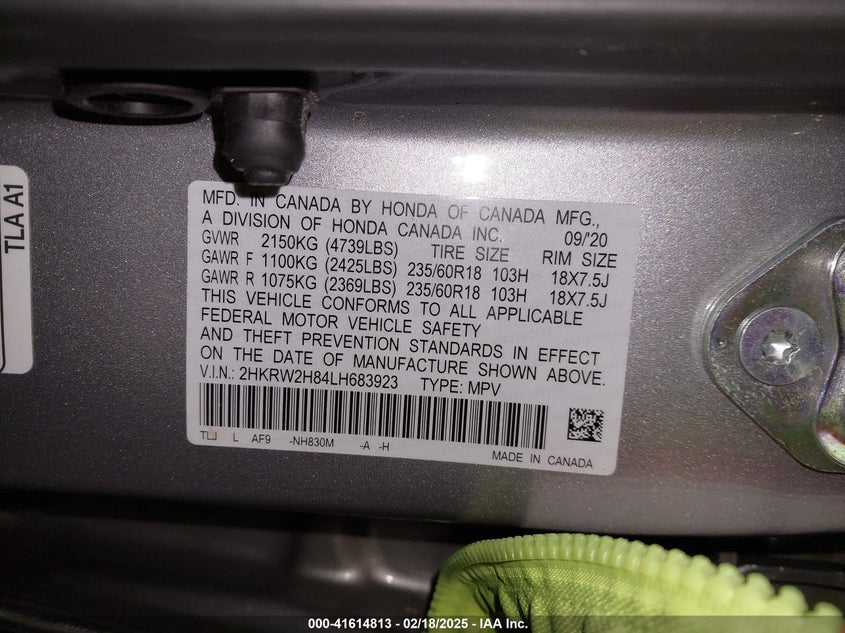 TLA A1
MFD. IN CANADA BY HONDA OF CANADA MFG.,
A DIVISION OF HONDA CANADA INC. 09/'20
GVWR 2150KG (4739LBS) TIRE SIZE RIM SIZE
GAWR F 1100KG (2425LBS) 235/60R18 103H 18X7.5J
GAWR R 1075KG (2369LBS) 235/60R18 103H 18X7.5J
THIS VEHICLE CONFORMS TO ALL APPLICABLE
FEDERAL MOTOR VEHICLE SAFETY
AND THEFT PREVENTION STANDARDS IN EFFECT
ON THE DATE OF MANUFACTURE SHOWN ABOVE.
V.I.N.: 2HKRW2H84LH683923 TYPE: MPV
TLJ L AF9 -NH830M -A -H
MADE IN CANADA
000-41614813 – 02/18/2025 – IAA Inc.